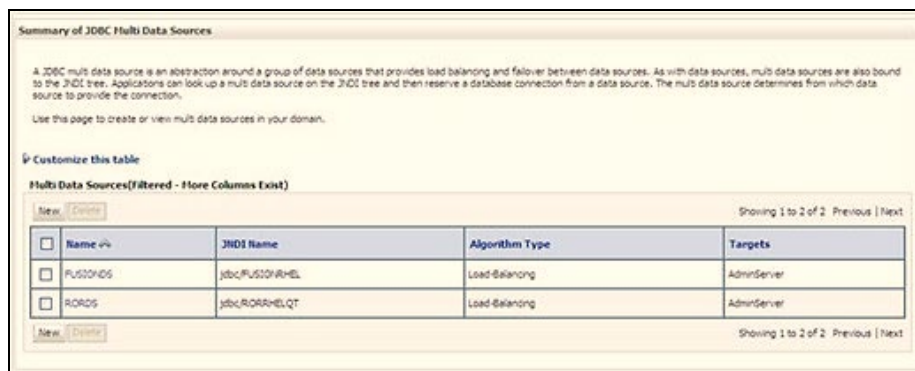 Summary of JDBC Multi Data Sources
A JDBC multi data source is an abstraction around a group of data sources that provides load balancing and failover between data sources. As with data sources, multi data sources are also bound
to the JNDI tree. Applications can look up a multi data source on the JNDI tree and then reserve a database connection from a data source. The multi data source determines from which data
source to provide the connection.
Use this page to create or view multi data sources in your domain.
Customize this table
Multi Data Sources(Filtered - More Columns Exist)
New Delete Showing 1 to 2 of 2 Previous | Next
Name JNDI Name Algorithm Type Targets
FUSIONDS jdbc/FUSIONRHEL Load-Balancing AdminServer
RORDS jdbc/RORRHELQT Load-Balancing AdminServer
New Delete Showing 1 to 2 of 2 Previous | Next